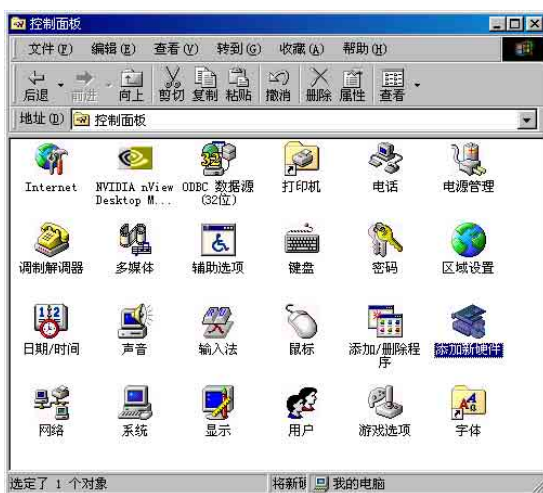 控制面板
文件(F) 编辑(E) 查看(V) 转到(G) 收藏(A) 帮助(H)
后退 前进 向上 剪切 复制 粘贴 撤消 删除 属性 查看
地址(D) 控制面板
Internet NVIDIA nView Desktop M... ODBC 数据源(32位) 打印机 电话 电源管理
调制解调器 多媒体 辅助选项 键盘 密码 区域设置
日期/时间 声音 输入法 鼠标 添加/删除程序 添加新硬件
网络 系统 显示 用户 游戏选项 字体
选定了 1 个对象 将新硬 我的电脑